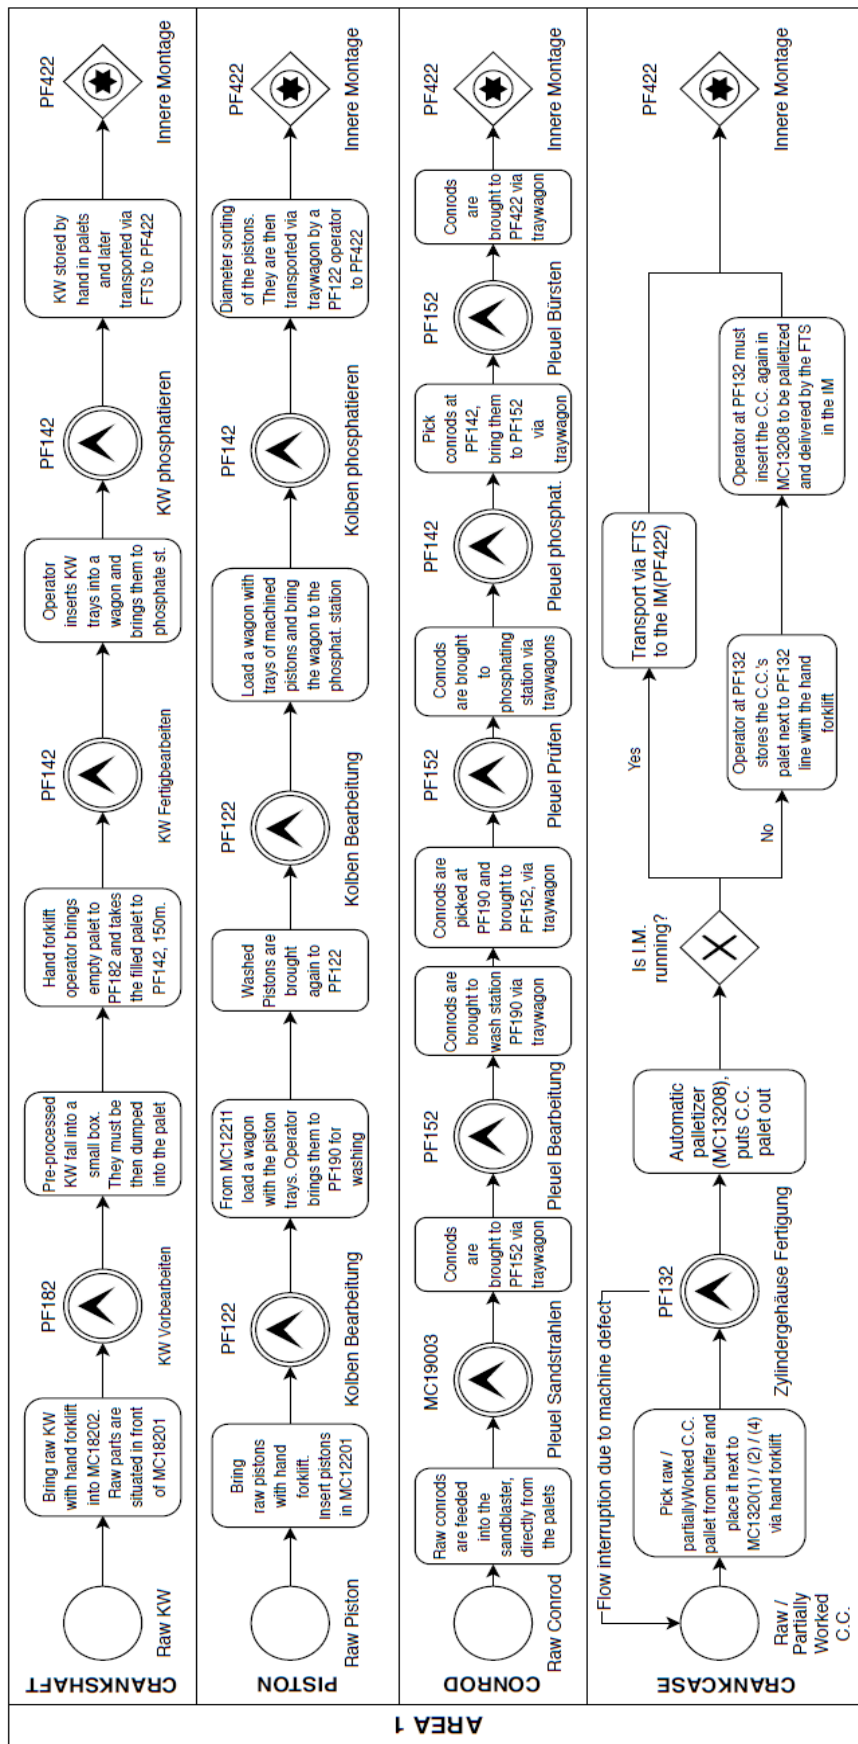 AREA 1
CRANKSHAFT
Raw KW
Bring raw KW
with hand forklift
into MC18202.
Raw parts are
situated in front
of MC18201
PF182
KW Vorbearbeiten
Pre-processed
KW fall into a
small box.
They must be
then dumped
into the palet
Hand forklift
operator brings
empty palet to
PF182 and takes
the filled palet to
PF142, 150m.
PF142
KW Fertigbearbeiten
Operator
inserts KW
trays into a
wagon and
brings them to
phosphate st.
PF142
KW phosphatieren
KW stored by
hand in palets
and later
transported via
FTS to PF422
PF422
Innere Montage
PISTON
Raw Piston
Bring
raw pistons
with hand
forklift.
Insert pistons
in MC12201
PF122
Kolben Bearbeitung
From MC12211
load a wagon
with the piston
trays. Operator
brings them to
PF190 for
washing
Washed
Pistons are
brought
again to
PF122
PF122
Kolben Bearbeitung
Load a wagon with
trays of machined
pistons and bring
the wagon to the
phosphat. station
PF142
Kolben phosphatieren
Diameter sorting
of the pistons.
They are then
transported via
traywagon by a
PF122 operator
to PF422
PF422
Innere Montage
CONROD
Raw Conrod
Raw conrods
are feeded
into the
sandblaster,
directly from
the palets
MC19003
Pleuel Sandstrahlen
Conrods
are
brought to
PF152 via
traywagon
PF152
Pleuel Bearbeitung
Conrods are
brought to
wash station
PF190 via
traywagon
Conrods are
picked at
PF190 and
brought to
PF152, via
traywagon
PF152
Pleuel Prüfen
Conrods
are brought
to
phosphating
station via
traywagons
PF142
Pleuel phosphat.
Pick
conrods at
PF142,
bring them
to PF152
via
traywagon
PF152
Pleuel Bürsten
Conrods
are
brought to
PF422 via
traywagon
PF422
Innere Montage
CRANKCASE
Raw /
Partially
Worked
C.C.
Flow interruption due to machine defect
Pick raw /
partiallyWorked C.C.
pallet from buffer and
place it next to
MC1320(1) / (2) / (4)
via hand forklift
PF132
Zylindergehäuse Fertigung
Automatic
palletizer
(MC13208),
puts C.C.
palet out
Is I.M.
running?
Yes
No
Transport via FTS
to the IM(PF422)
Operator at PF132
stores the C.C.'s
palet next to PF132
line with the hand
forklift
Operator at PF132 must
insert the C.C. again in
MC13208 to be palletized
and delivered by the FTS
in the IM
PF422
Innere Montage